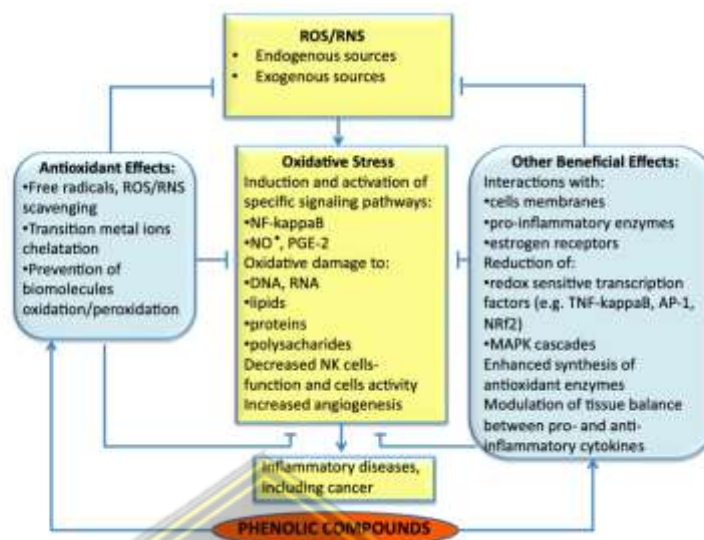 ROS/RNS
• Endogenous sources
• Exogenous sources
Antioxidant Effects:
•Free radicals, ROS/RNS
scavenging
•Transition metal ions
chelatation
•Prevention of
biomolecules
oxidation/peroxidation
Oxidative Stress
Induction and activation of
specific signaling pathways:
•NF-kappaB
•NO•, PGE-2
Oxidative damage to:
•DNA, RNA
•lipids
•proteins
•polysacharides
Decreased NK cells-
function and cells activity
Increased angiogenesis
Other Beneficial Effects:
Interactions with:
•cells membranes
•pro-inflammatory enzymes
•estrogen receptors
Reduction of:
•redox sensitive transcription
factors (e.g. TNF-kappaB, AP-1,
NRf2)
•MAPK cascades
Enhanced synthesis of
antioxidant enzymes
Modulation of tissue balance
between pro- and anti-
inflammatory cytokines
Inflammatory diseases,
including cancer
PHENOLIC COMPOUNDS